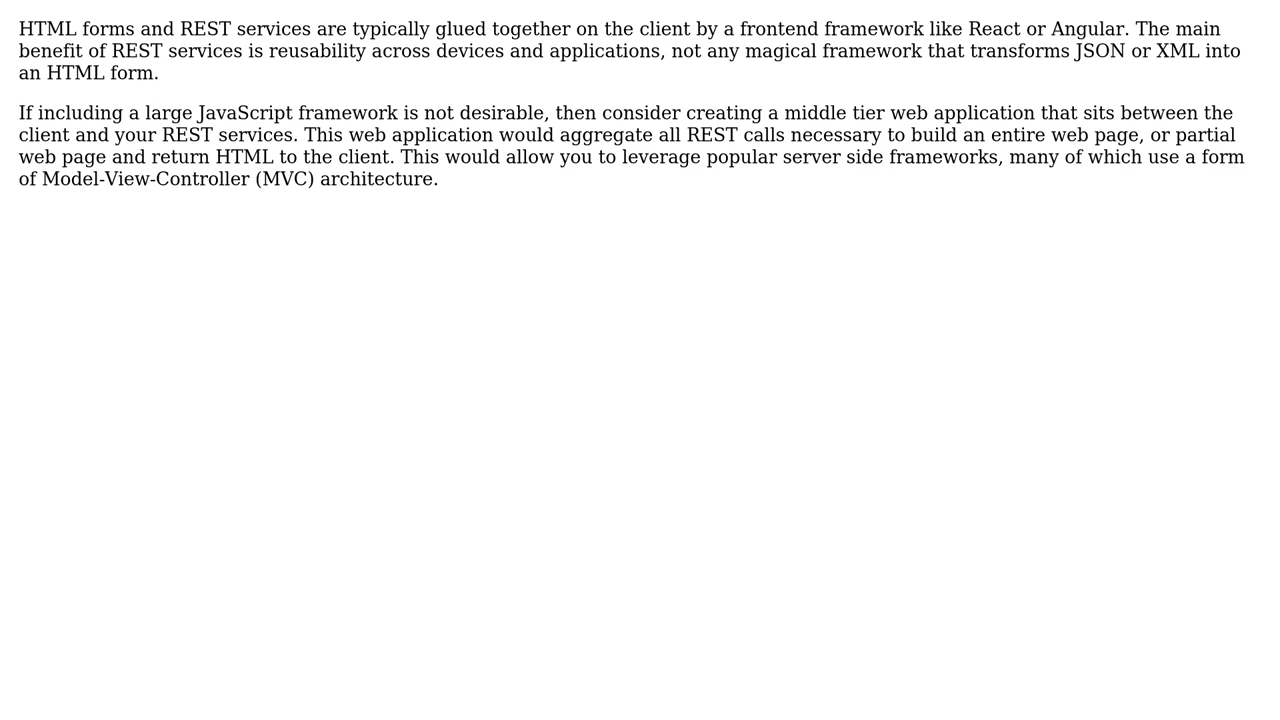 HTML forms and REST services are typically glued together on the client by a frontend framework like React or Angular. The main
benefit of REST services is reusability across devices and applications, not any magical framework that transforms JSON or XML into
an HTML form.
If including a large JavaScript framework is not desirable, then consider creating a middle tier web application that sits between the
client and your REST services. This web application would aggregate all REST calls necessary to build an entire web page, or partial
web page and return HTML to the client. This would allow you to leverage popular server side frameworks, many of which use a form
of Model-View-Controller (MVC) architecture.